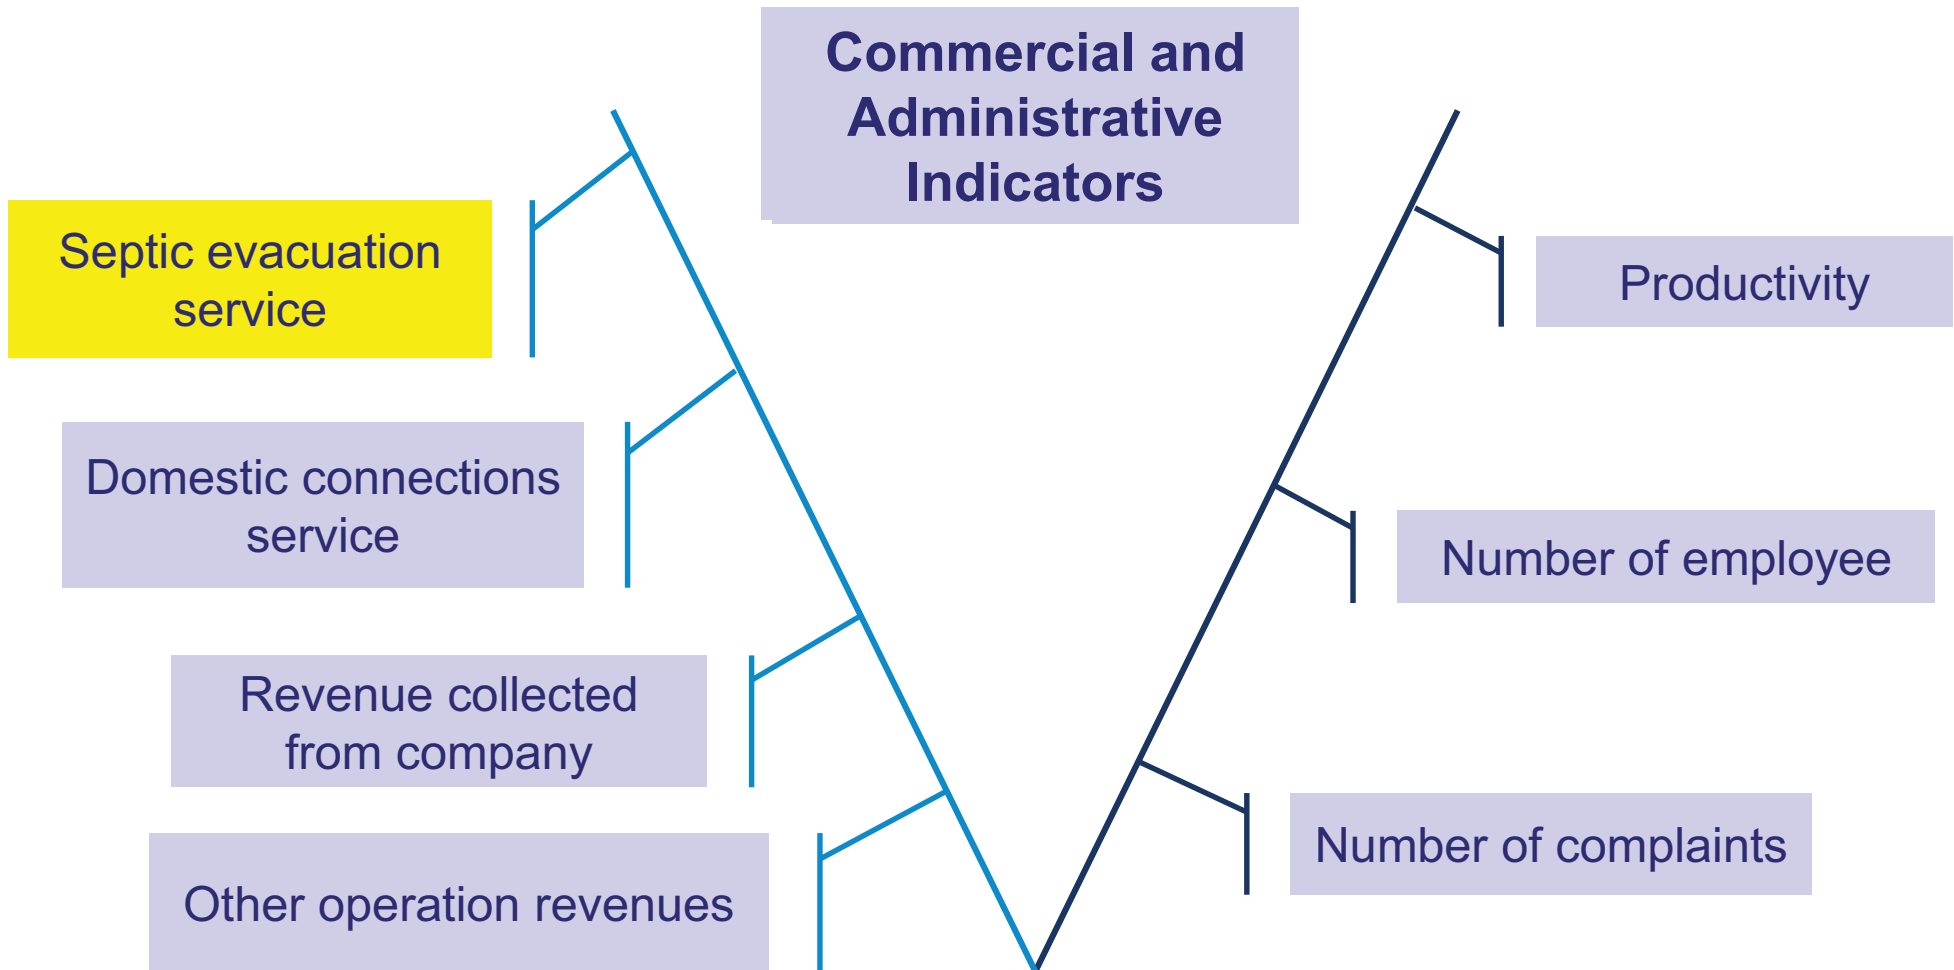 Commercial and
Administrative
Indicators
Septic evacuation
service
Domestic connections
service
Revenue collected
from company
Other operation revenues
Productivity
Number of employee
Number of complaints